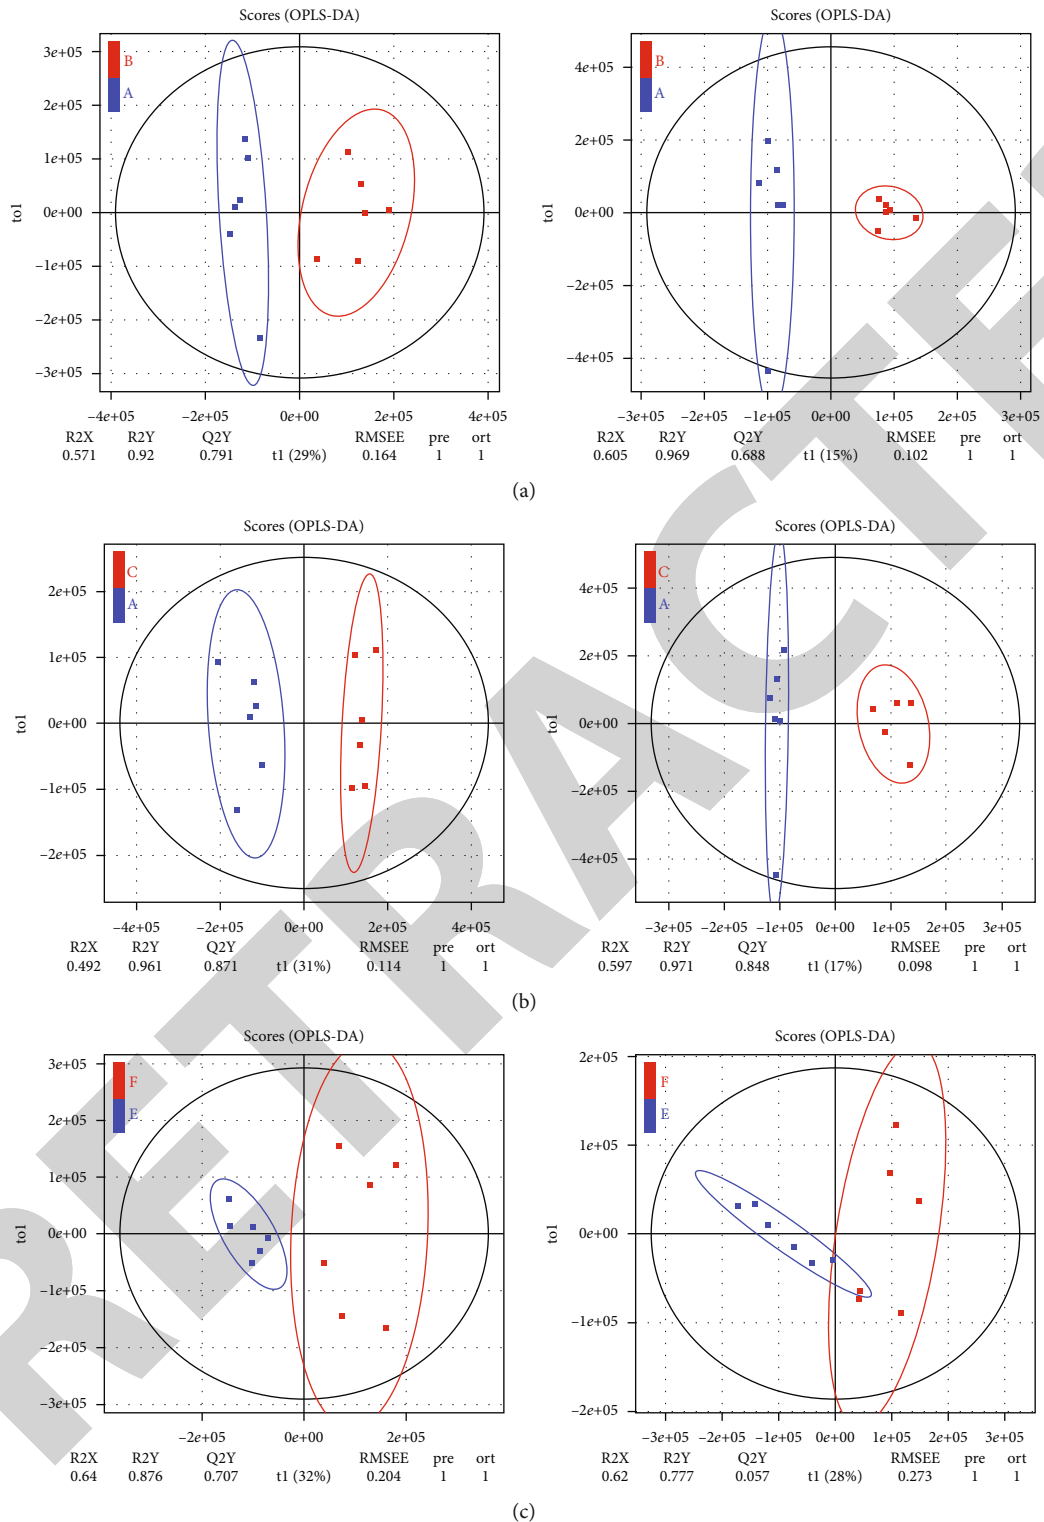 Scores (OPLS-DA)
B
A
to1
3e+05
2e+05
1e+05
0e+00
−1e+05
−2e+05
−3e+05
−4e+05 −2e+05 0e+00 2e+05 4e+05
R2X R2Y Q2Y RMSEE pre ort
0.571 0.92 0.791 t1 (29%) 0.164 1 1
Scores (OPLS-DA)
B
A
to1
4e+05
2e+05
0e+00
−2e+05
−4e+05
−3e+05 −2e+05 −1e+05 0e+00 1e+05 2e+05 3e+05
R2X R2Y Q2Y RMSEE pre ort
0.605 0.969 0.688 t1 (15%) 0.102 1 1
(a)
Scores (OPLS-DA)
C
A
to1
2e+05
1e+05
0e+00
−1e+05
−2e+05
−4e+05 −2e+05 0e+00 2e+05 4e+05
R2X R2Y Q2Y RMSEE pre ort
0.492 0.961 0.871 t1 (31%) 0.114 1 1
Scores (OPLS-DA)
C
A
to1
4e+05
2e+05
0e+00
−2e+05
−4e+05
−3e+05 −2e+05 −1e+05 0e+00 1e+05 2e+05 3e+05
R2X R2Y Q2Y RMSEE pre ort
0.597 0.971 0.848 t1 (17%) 0.098 1 1
(b)
Scores (OPLS-DA)
F
E
to1
3e+05
2e+05
1e+05
0e+00
−1e+05
−2e+05
−3e+05
−2e+05 0e+00 2e+05
R2X R2Y Q2Y RMSEE pre ort
0.64 0.876 0.707 t1 (32%) 0.204 1 1
Scores (OPLS-DA)
F
E
to1
2e+05
1e+05
0e+00
−1e+05
−2e+05
−3e+05 −2e+05 −1e+05 0e+00 1e+05 2e+05 3e+05
R2X R2Y Q2Y RMSEE pre ort
0.62 0.777 0.057 t1 (28%) 0.273 1 1
(c)
RETRACTE